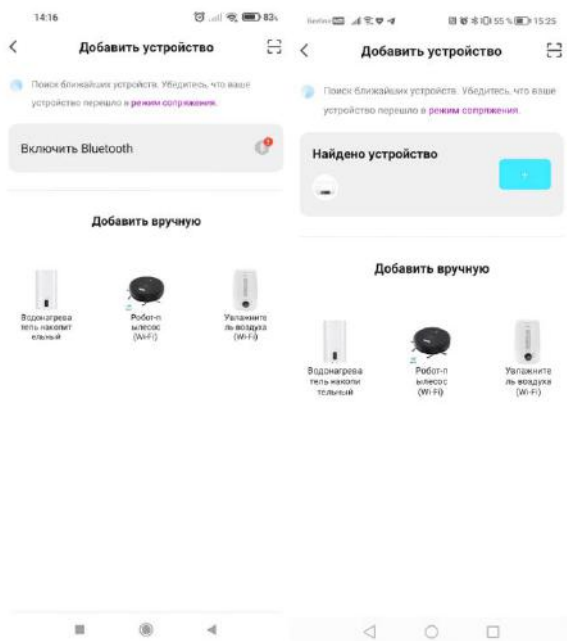 14:16
83%
Добавить устройство
Поиск ближайших устройств. Убедитесь, что ваше
устройство перешло в режим сопряжения.
Включить Bluetooth
1
Добавить вручную
Водонагрева
тель накопит
ельный
Робот-п
ылесос
(Wi-Fi)
Увлажните
ль воздуха
(Wi-Fi)
55 % 15:25
Добавить устройство
Поиск ближайших устройств. Убедитесь, что ваше
устройство перешло в режим сопряжения.
Найдено устройство
+
Добавить вручную
Водонагрева
тель накопи
тельный
Робот-п
ылесос
(Wi-Fi)
Увлажните
ль воздуха
(Wi-Fi)